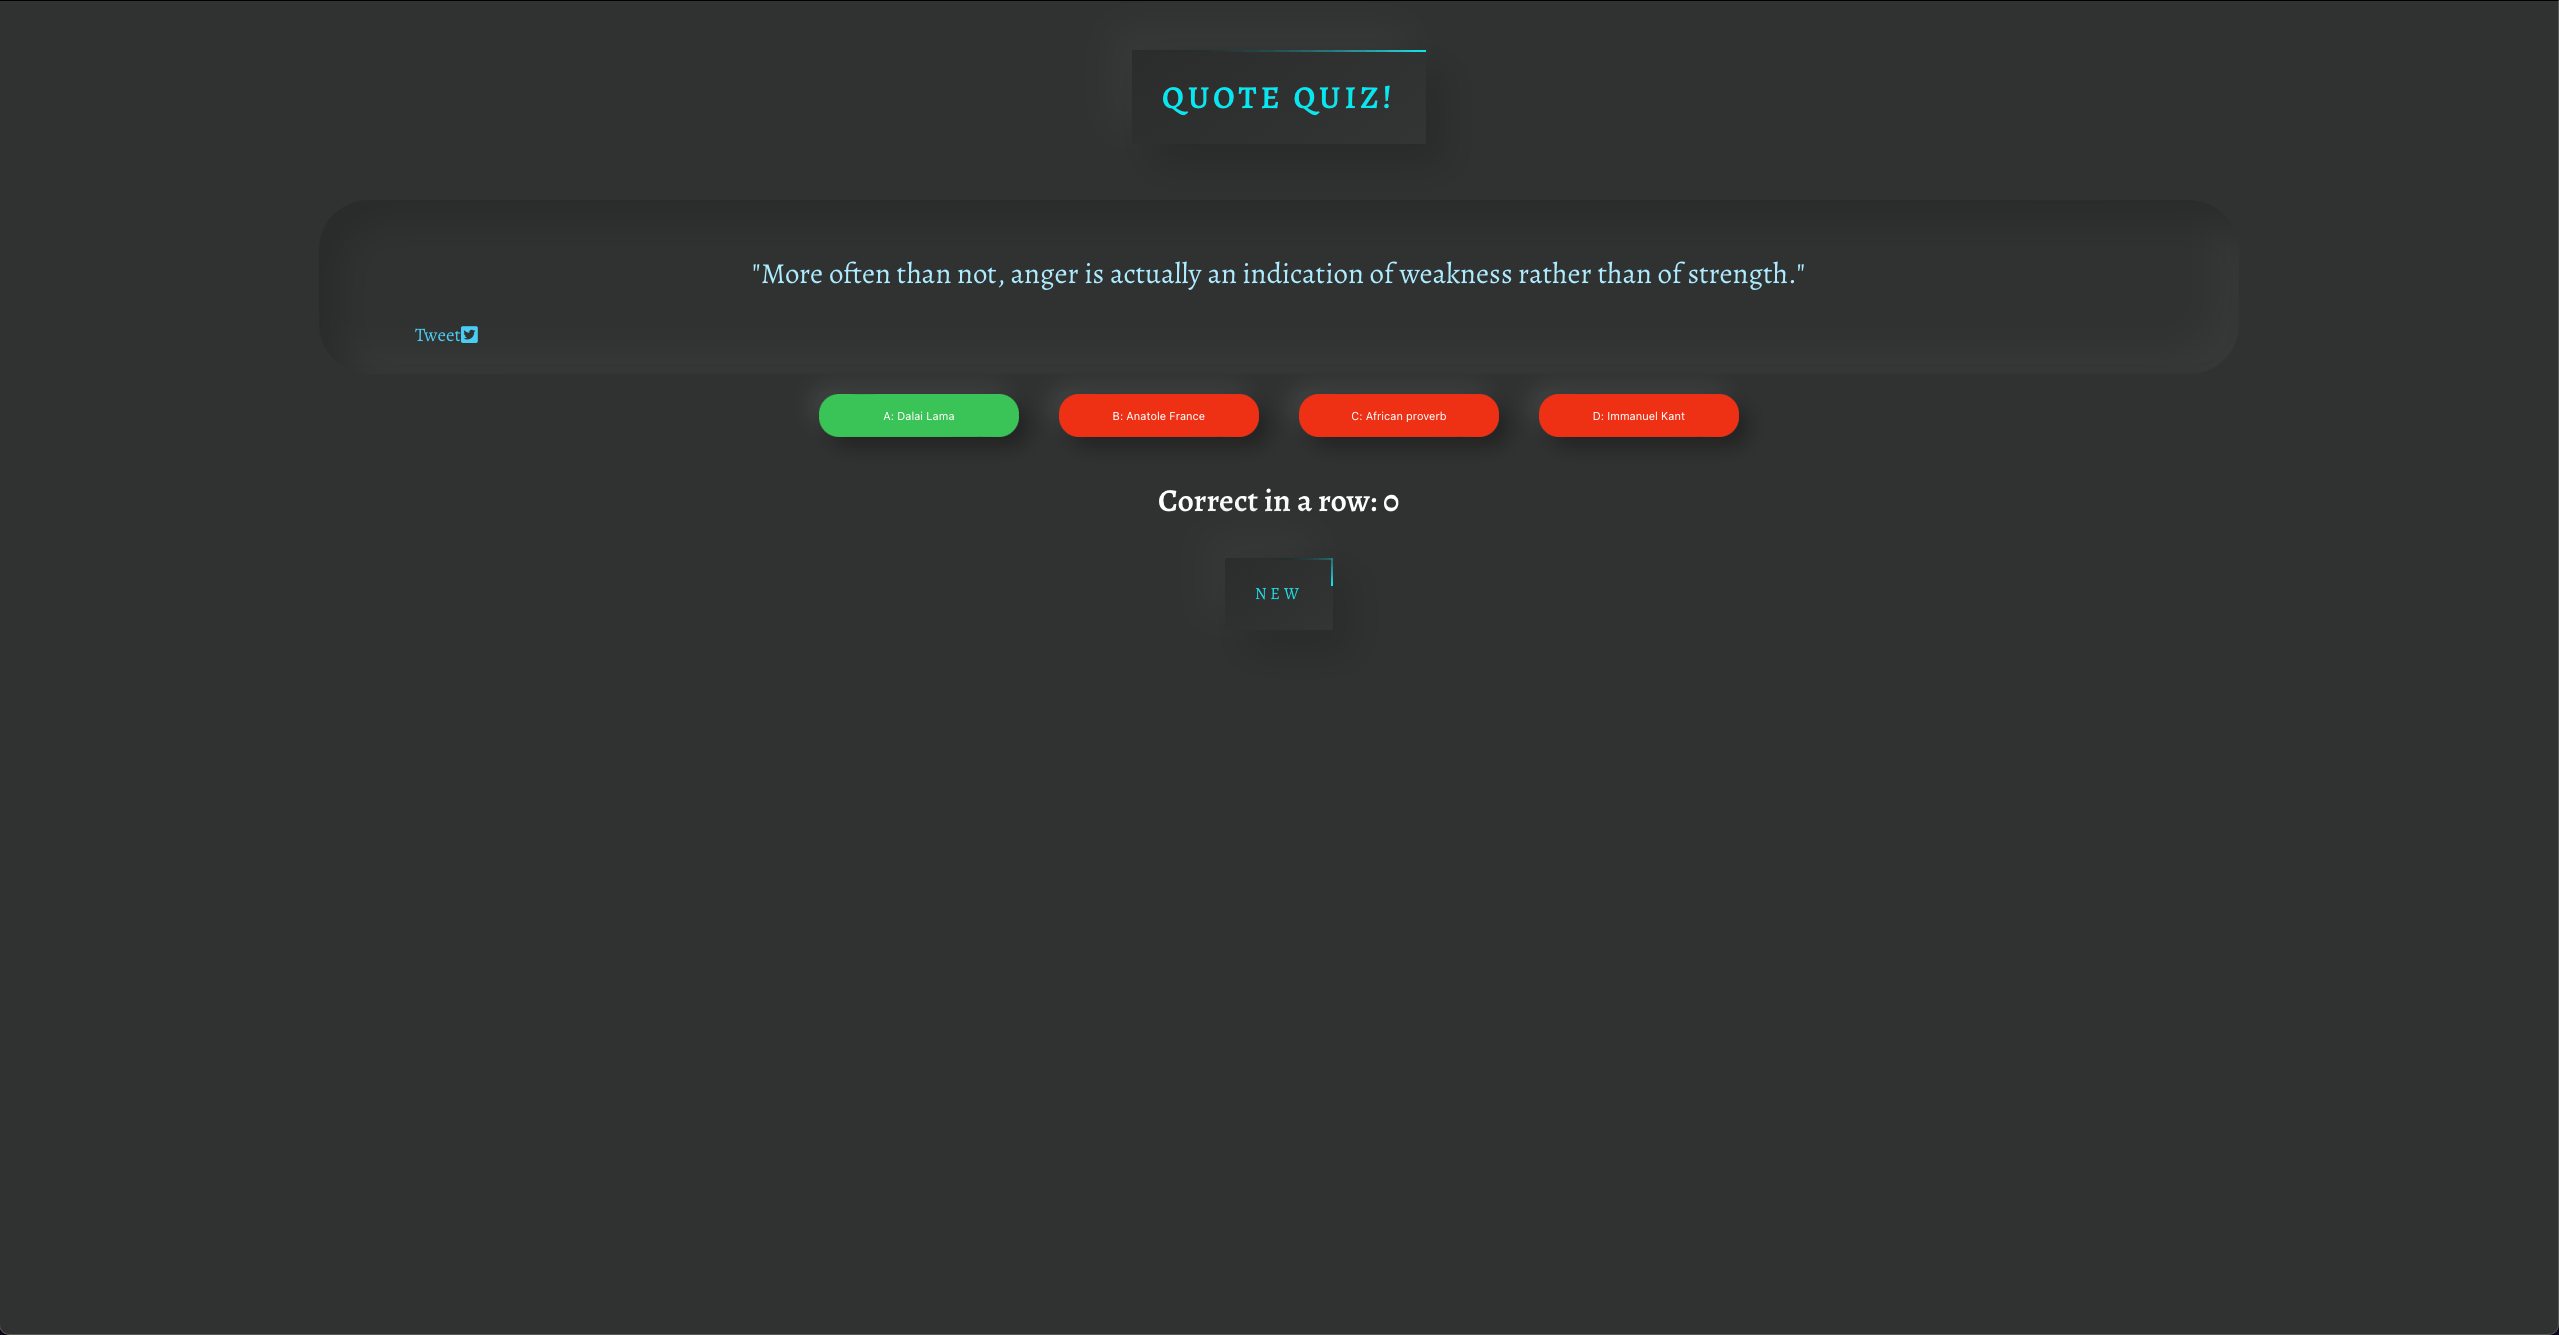 QUOTE QUIZ!
"More often than not, anger is actually an indication of weakness rather than of strength."
Tweet
A: Dalai Lama
B: Anatole France
C: African proverb
D: Immanuel Kant
Correct in a row: 0
NEW